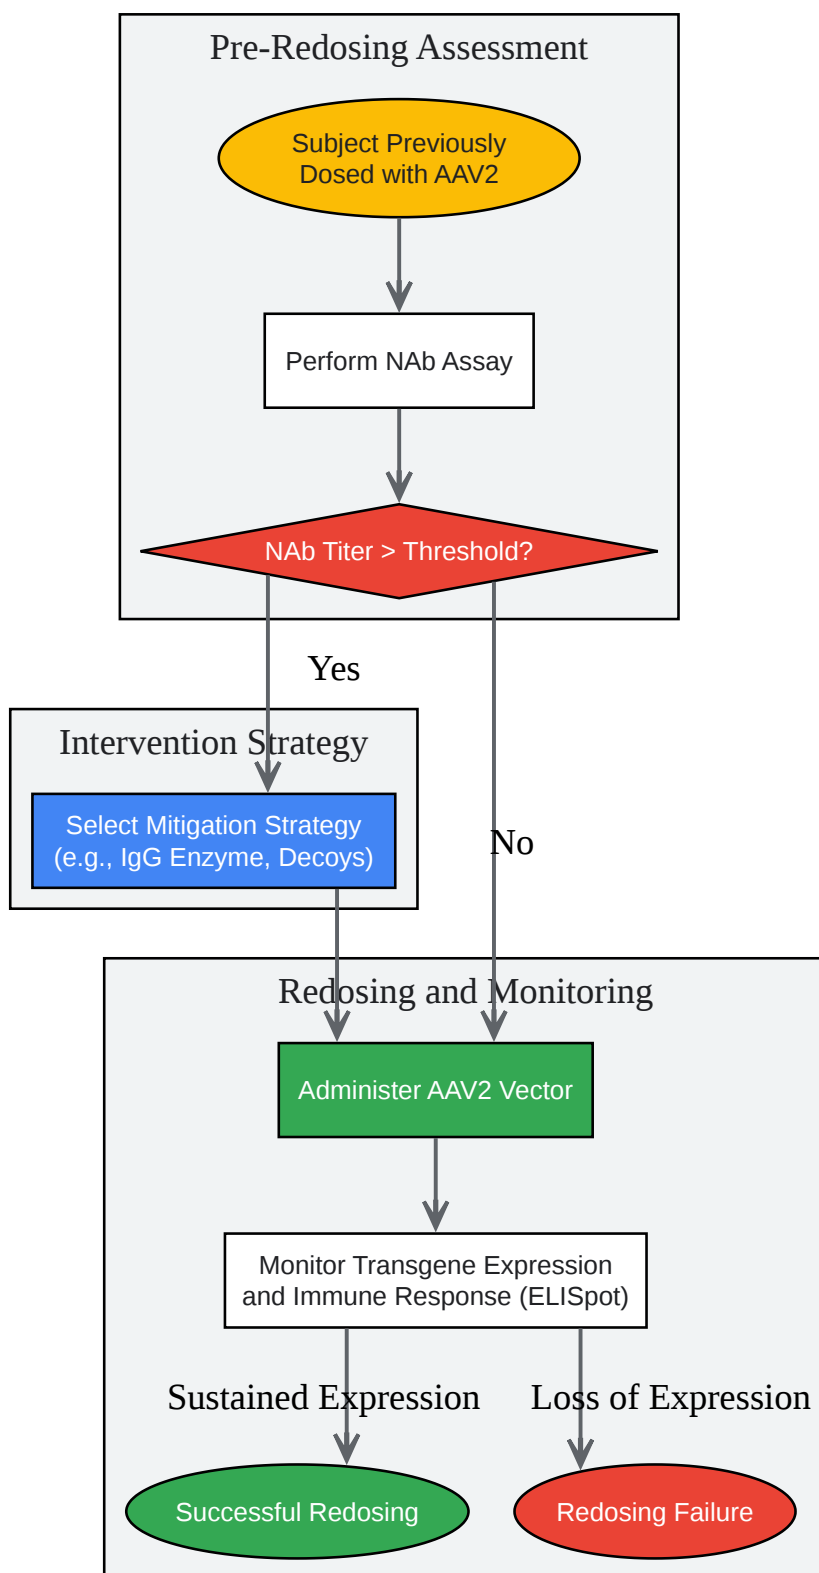 Pre-Redosing Assessment
Subject Previously
Dosed with AAV2
Perform NAb Assay
NAb Titer > Threshold?
Yes
Intervention Strategy
Select Mitigation Strategy
(e.g., IgG Enzyme, Decoys)
No
Redosing and Monitoring
Administer AAV2 Vector
Monitor Transgene Expression
and Immune Response (ELISpot)
Sustained Expression
Loss of Expression
Successful Redosing
Redosing Failure